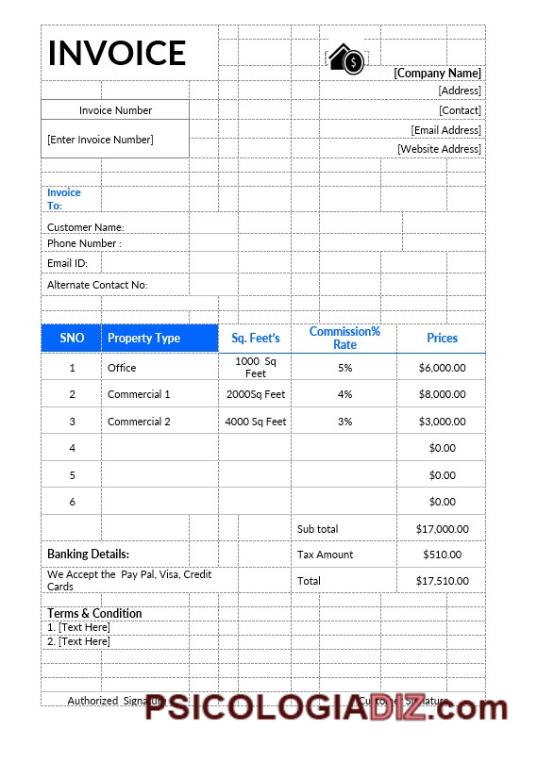 INVOICE
$
[Company Name]
[Address]
Invoice Number
[Contact]
[Enter Invoice Number]
[Email Address]
[Website Address]
Invoice
To:
Customer Name:
Phone Number :
Email ID:
Alternate Contact No:
SNO Property Type Sq. Feet's Commission% Rate Prices
1 Office 1000 Sq Feet 5% $6,000.00
2 Commercial 1 2000Sq Feet 4% $8,000.00
3 Commercial 2 4000 Sq Feet 3% $3,000.00
4 $0.00
5 $0.00
6 $0.00
Sub total $17,000.00
Banking Details: Tax Amount $510.00
We Accept the Pay Pal, Visa, Credit Cards Total $17,510.00
Terms & Condition
1. [Text Here]
2. [Text Here]
Authorized Signature Customer Signature
PSICOLOGIADIZ.com